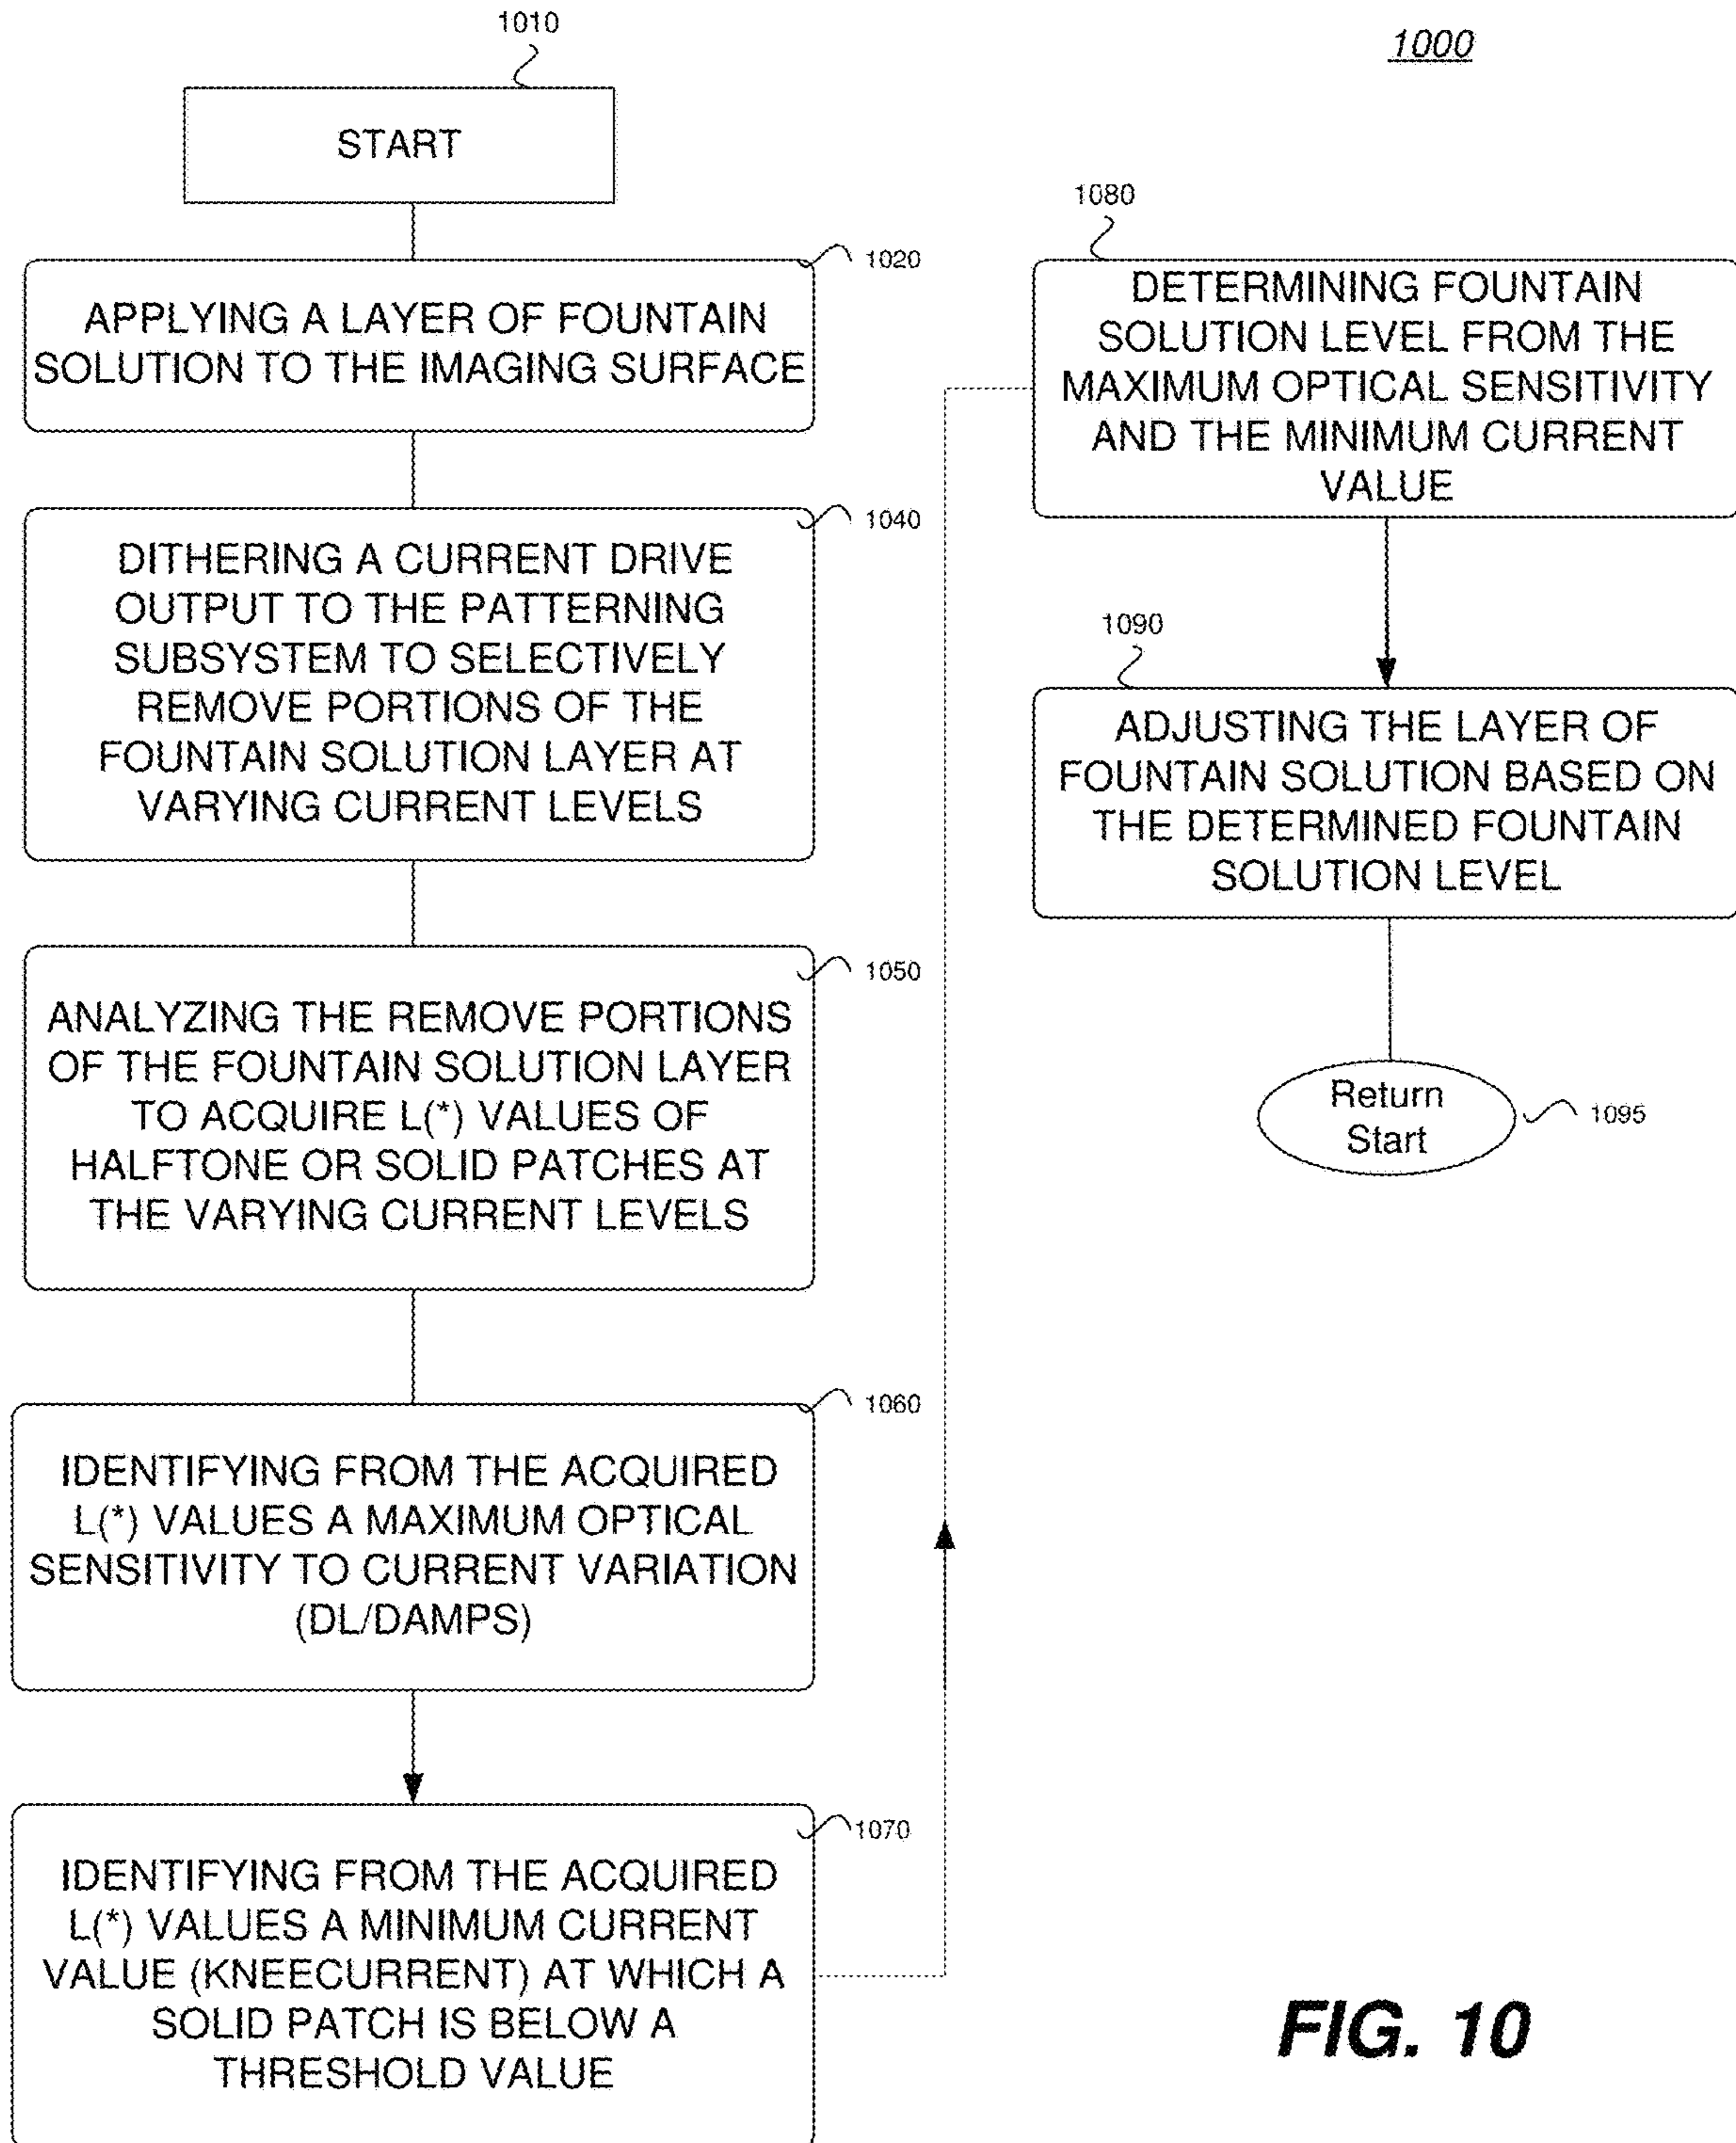 1010
1000
START
1020
APPLYING A LAYER OF FOUNTAIN
SOLUTION TO THE IMAGING SURFACE
1040
DITHERING A CURRENT DRIVE
OUTPUT TO THE PATTERNING
SUBSYSTEM TO SELECTIVELY
REMOVE PORTIONS OF THE
FOUNTAIN SOLUTION LAYER AT
VARYING CURRENT LEVELS
1050
ANALYZING THE REMOVE PORTIONS
OF THE FOUNTAIN SOLUTION LAYER
TO ACQUIRE L(*) VALUES OF
HALFTONE OR SOLID PATCHES AT
THE VARYING CURRENT LEVELS
1060
IDENTIFYING FROM THE ACQUIRED
L(*) VALUES A MAXIMUM OPTICAL
SENSITIVITY TO CURRENT VARIATION
(DL/DAMPS)
1070
IDENTIFYING FROM THE ACQUIRED
L(*) VALUES A MINIMUM CURRENT
VALUE (KNEECURRENT) AT WHICH A
SOLID PATCH IS BELOW A
THRESHOLD VALUE
1080
DETERMINING FOUNTAIN
SOLUTION LEVEL FROM THE
MAXIMUM OPTICAL SENSITIVITY
AND THE MINIMUM CURRENT
VALUE
1090
ADJUSTING THE LAYER OF
FOUNTAIN SOLUTION BASED ON
THE DETERMINED FOUNTAIN
SOLUTION LEVEL
Return
Start
1095
FIG. 10